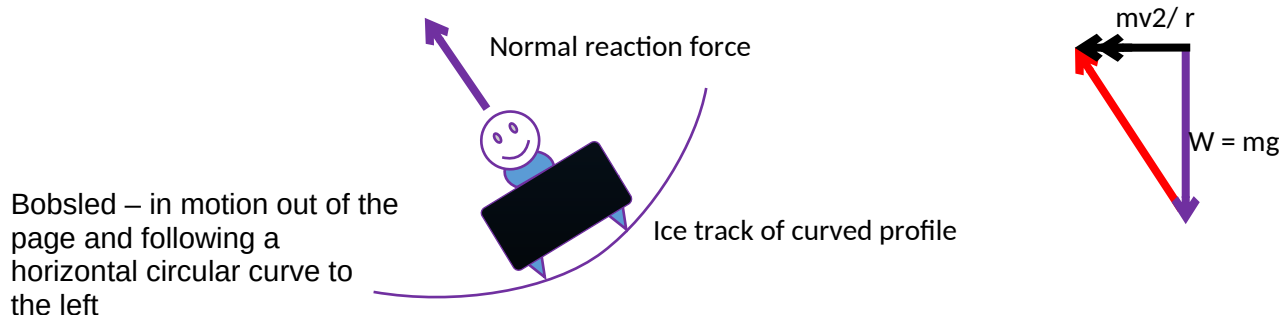 mv2/ r
Normal reaction force
W = mg
Bobsled – in motion out of the
page and following a
horizontal circular curve to
the left
Ice track of curved profile